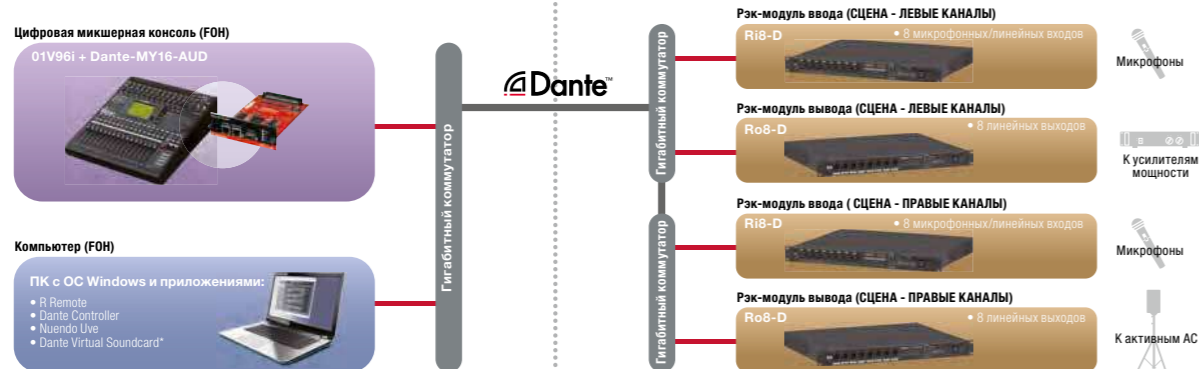 Цифровая микшерная консоль (FOH)
01V96i + Dante-MY16-AUD
Компьютер (FOH)
ПК с ОС Windows и приложениями:
• R Remote
• Dante Controller
• Nuendo Uve
• Dante Virtual Soundcard*
Гигабитный коммутатор
Dante™
Гигабитный коммутатор
Гигабитный коммутатор
Рэк-модуль ввода (СЦЕНА - ЛЕВЫЕ КАНАЛЫ)
Ri8-D
• 8 микрофонных/линейных входов
Микрофоны
Рэк-модуль вывода (СЦЕНА - ЛЕВЫЕ КАНАЛЫ)
Ro8-D
• 8 линейных выходов
К усилителям
мощности
Рэк-модуль ввода ( СЦЕНА - ПРАВЫЕ КАНАЛЫ)
Ri8-D
• 8 микрофонных/линейных входов
Микрофоны
Рэк-модуль вывода (СЦЕНА - ПРАВЫЕ КАНАЛЫ)
Ro8-D
• 8 линейных выходов
К активным АС